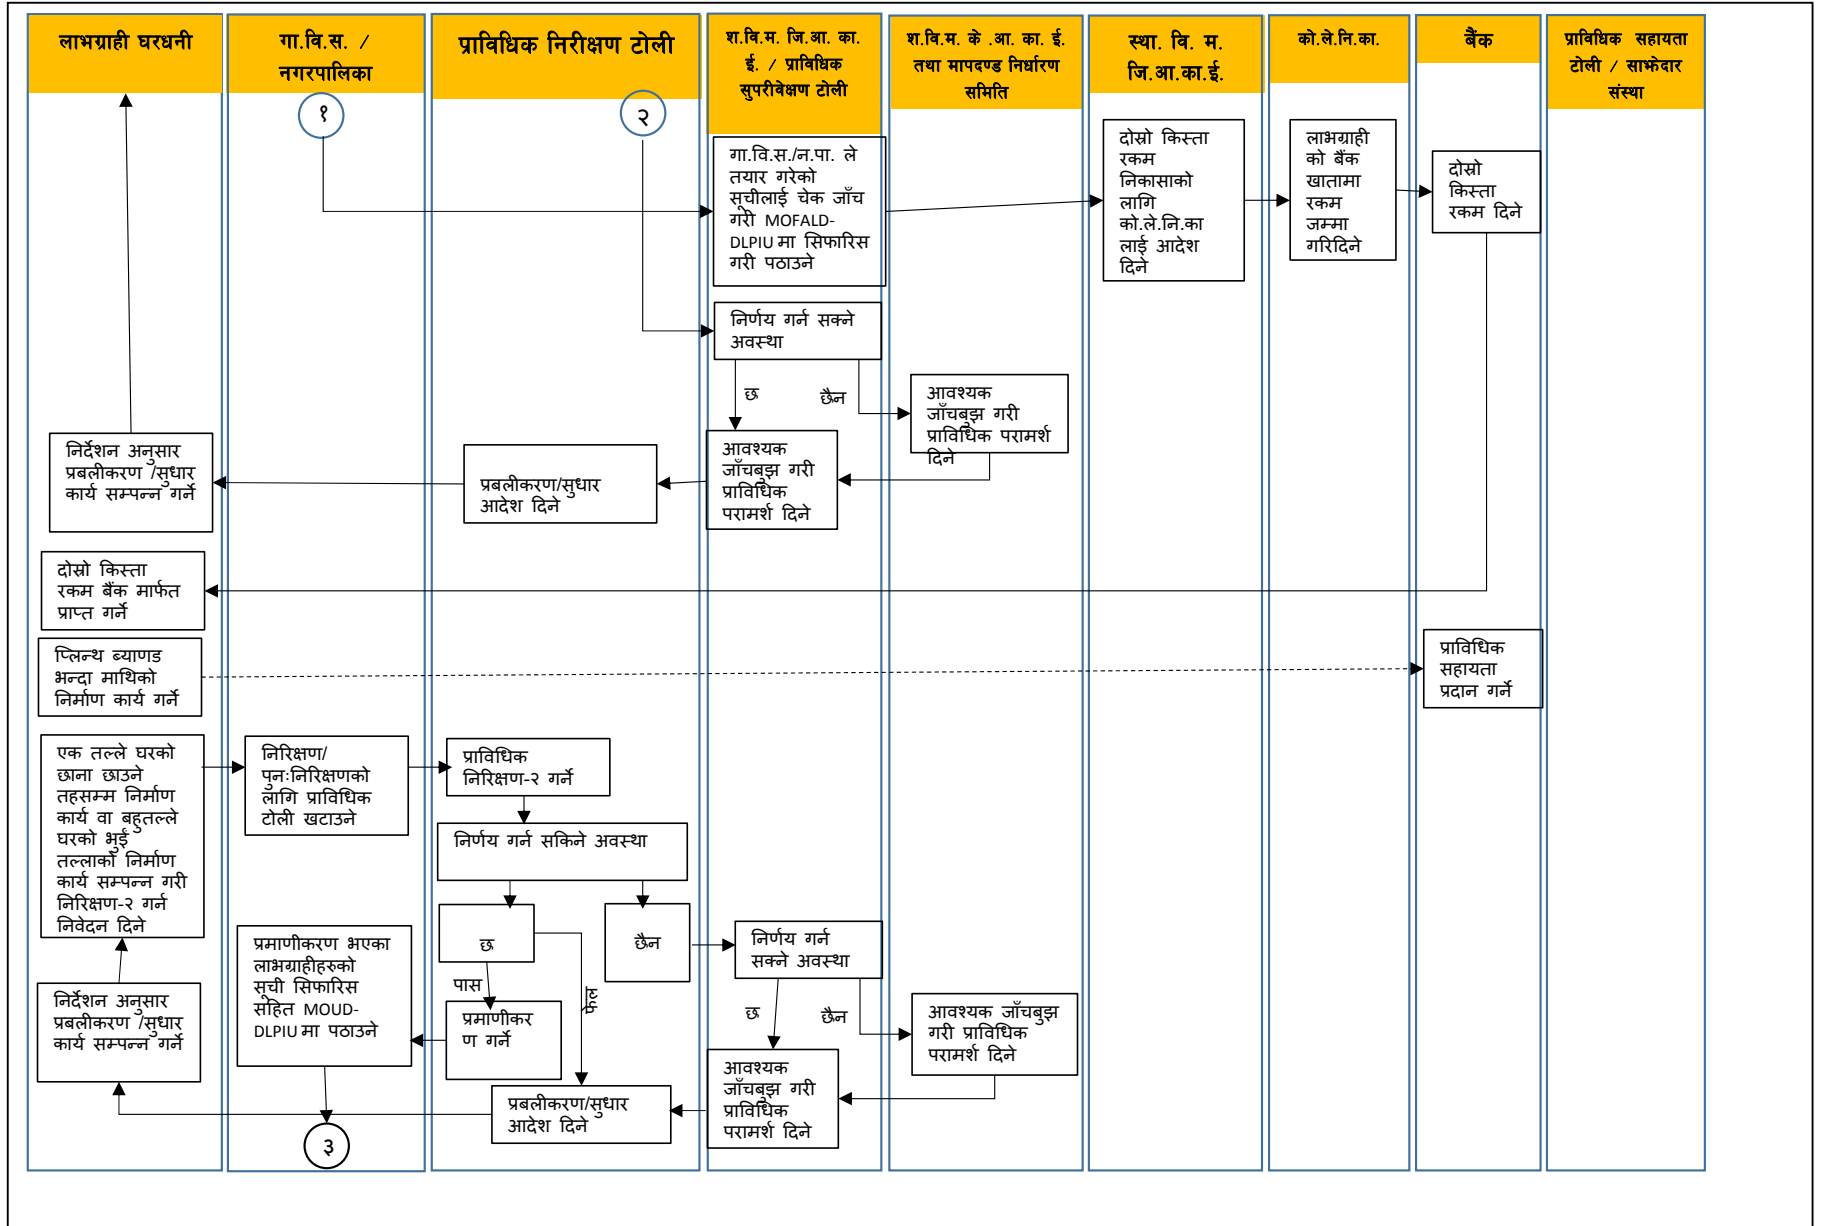 लाभग्राही घरधनी
गा.वि.स. /
नगरपालिका
प्राविधिक निरीक्षण टोली
श.वि.म. जि.आ. का.
ई. / प्राविधिक
सुपरीवेक्षण टोली
श.वि.म. के .आ. का. ई.
तथा मापदण्ड निर्धारण
समिति
स्था. वि. म.
जि.आ.का.ई.
को.ले.नि.का.
बैंक
प्राविधिक सहायता
टोली / साझेदार
संस्था
१
२
गा.वि.स./न.पा. ले
तयार गरेको
सूचीलाई चेक जाँच
गरी MOFALD-
DLPIU मा सिफारिस
गरी पठाउने
दोस्रो किस्ता
रकम
निकासाको
लागि
को.ले.नि.का
लाई आदेश
दिने
लाभग्राही
को बैंक
खातामा
रकम
जम्मा
गरिदिने
दोस्रो
किस्ता
रकम दिने
निर्णय गर्न सक्ने
अवस्था
छ
छैन
आवश्यक
जाँचबुझ गरी
प्राविधिक परामर्श
दिने
निर्देशन अनुसार
प्रबलीकरण /सुधार
कार्य सम्पन्न गर्ने
प्रबलीकरण/सुधार
आदेश दिने
आवश्यक
जाँचबुझ गरी
प्राविधिक
परामर्श दिने
दोस्रो किस्ता
रकम बैंक मार्फत
प्राप्त गर्ने
प्लिन्थ ब्याण्ड
भन्दा माथिको
निर्माण कार्य गर्ने
प्राविधिक
सहायता
प्रदान गर्ने
एक तल्ले घरको
छाना छाउने
तहसम्म निर्माण
कार्य वा बहुतल्ले
घरको भुईं
तल्लाको निर्माण
कार्य सम्पन्न गरी
निरिक्षण-२ गर्न
निवेदन दिने
निरिक्षण/
पुनःनिरिक्षणको
लागि प्राविधिक
टोली खटाउने
प्राविधिक
निरिक्षण-२ गर्ने
निर्णय गर्न सकिने अवस्था
छ
छैन
निर्णय गर्न
सक्ने अवस्था
प्रमाणीकरण भएका
लाभग्राहीहरुको
सूची सिफारिस
सहित MOUD-
DLPIU मा पठाउने
पास
फेल
प्रमाणीकर
ण गर्ने
छ
छैन
आवश्यक जाँचबुझ
गरी प्राविधिक
परामर्श दिने
निर्देशन अनुसार
प्रबलीकरण /सुधार
कार्य सम्पन्न गर्ने
आवश्यक
जाँचबुझ गरी
प्राविधिक
परामर्श दिने
प्रबलीकरण/सुधार
आदेश दिने
३